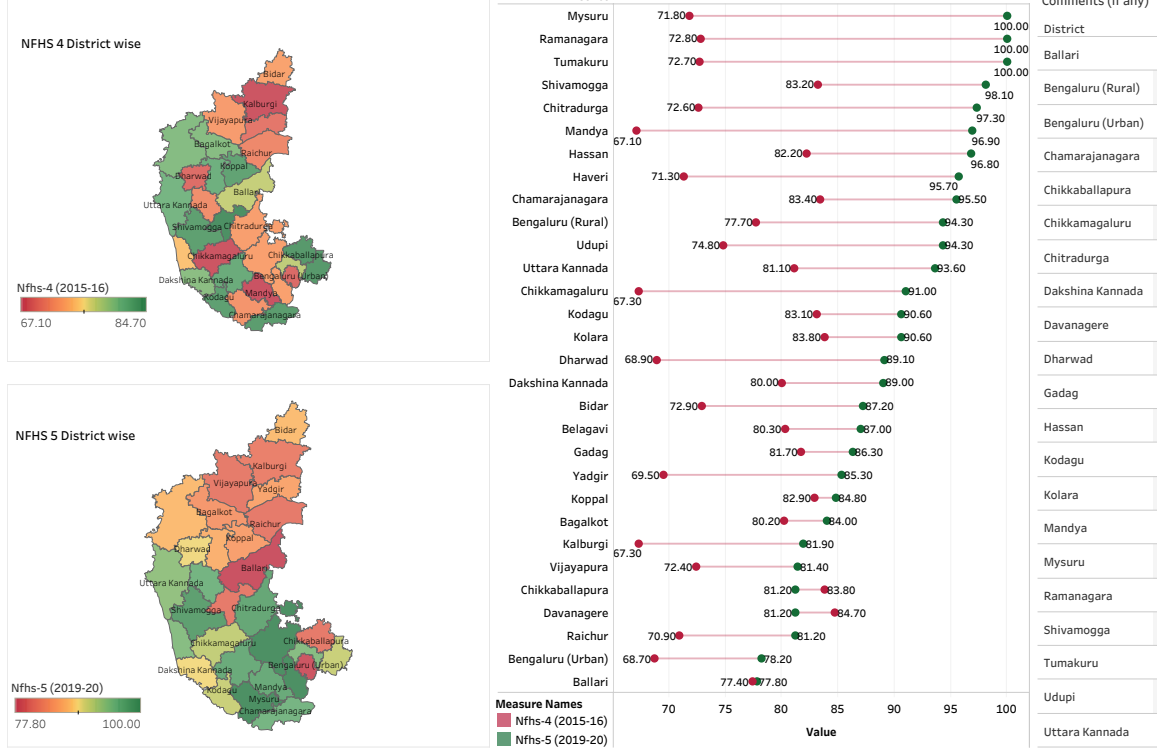 NFHS 4 District wise
Bidar
Kalburgi
Vijayapura
Bagalkot
Raichur
Koppal
Dharwad
Ballari
Uttara Kannada
Shivamogga
Chitradurga
Chikkamagaluru
Chikkaballapura
Dakshina Kannada
Bengaluru (Urban)
Kodagu
Mandya
Chamarajanagara
Nfhs-4 (2015-16)
67.10 84.70
NFHS 5 District wise
Bidar
Kalburgi
Vijayapura
Yadgir
Bagalkot
Raichur
Koppal
Dharwad
Ballari
Uttara Kannada
Shivamogga
Chitradurga
Chikkamagaluru
Chikkaballapura
Dakshina Kannada
Bengaluru (Urban)
Kodagu
Mandya
Mysuru
Chamarajanagara
Nfhs-5 (2019-20)
77.80 100.00
Mysuru 71.80 100.00
Ramanagara 72.80 100.00
Tumakuru 72.70 100.00
Shivamogga 83.20 98.10
Chitradurga 72.60 97.30
Mandya 67.10 96.90
Hassan 82.20 96.80
Haveri 71.30 95.70
Chamarajanagara 83.40 95.50
Bengaluru (Rural) 77.70 94.30
Udupi 74.80 94.30
Uttara Kannada 81.10 93.60
Chikkamagaluru 67.30 91.00
Kodagu 83.10 90.60
Kolara 83.80 90.60
Dharwad 68.90 89.10
Dakshina Kannada 80.00 89.00
Bidar 72.90 87.20
Belagavi 80.30 87.00
Gadag 81.70 86.30
Yadgir 69.50 85.30
Koppal 82.90 84.80
Bagalkot 80.20 84.00
Kalburgi 67.30 81.90
Vijayapura 72.40 81.40
Chikkaballapura 81.20 83.80
Davanagere 81.20 84.70
Raichur 70.90 81.20
Bengaluru (Urban) 68.70 78.20
Ballari 77.40 77.80
70 75 80 85 90 95 100
Value
Measure Names
Nfhs-4 (2015-16)
Nfhs-5 (2019-20)
Comments (if any)
District
Ballari
Bengaluru (Rural)
Bengaluru (Urban)
Chamarajanagara
Chikkaballapura
Chikkamagaluru
Chitradurga
Dakshina Kannada
Davanagere
Dharwad
Gadag
Hassan
Kodagu
Kolara
Mandya
Mysuru
Ramanagara
Shivamogga
Tumakuru
Udupi
Uttara Kannada